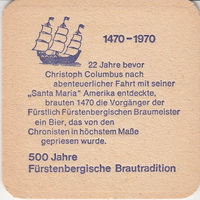 1470-1970
22 Jahre bevor
Christoph Columbus nach
abenteuerlicher Fahrt mit seiner
„Santa Maria" Amerika entdeckte,
brauten 1470 die Vorgänger der
Fürstlich Fürstenbergischen Braumeister
ein Bier, das von den
Chronisten in höchstem Maße
gepriesen wurde.
500 Jahre
Fürstenbergische Brautradition